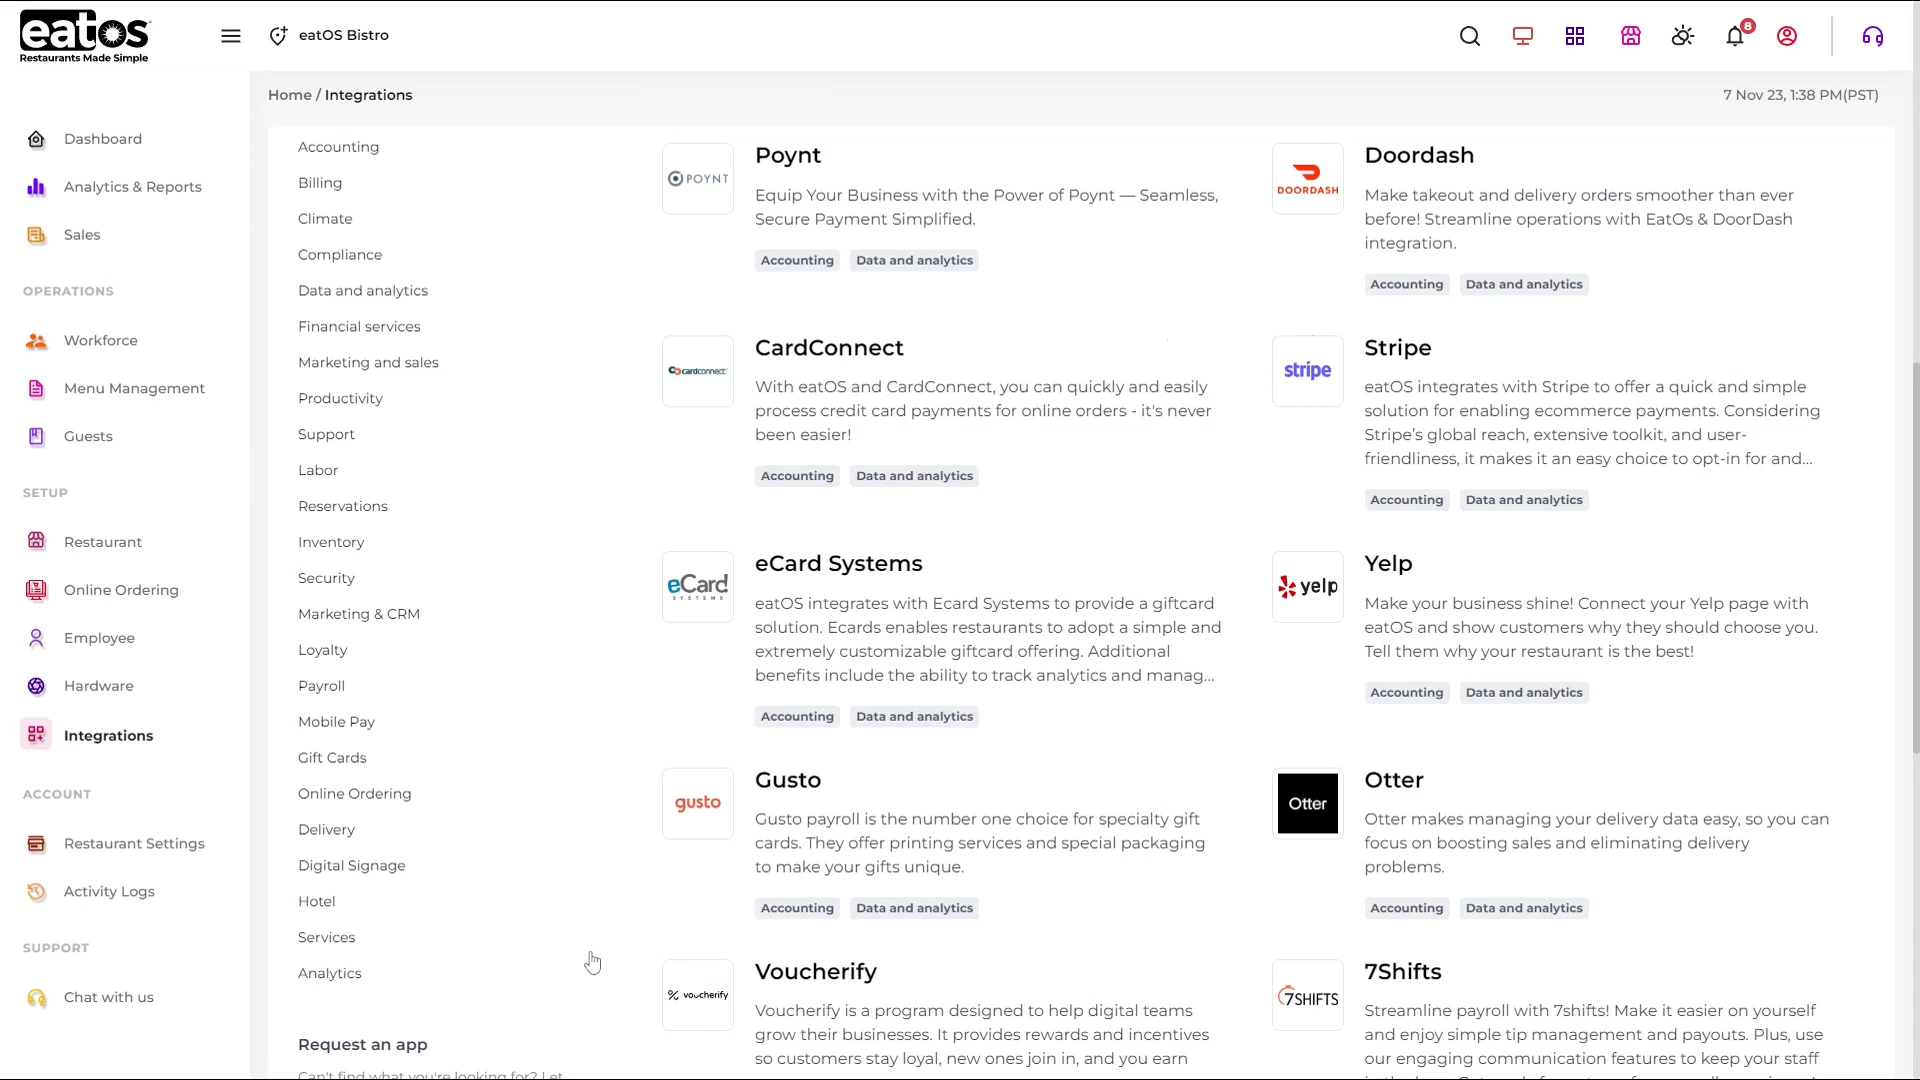 eatos
Restaurants Made Simple
eatOS Bistro
8
Home / Integrations
7 Nov 23, 1:38 PM(PST)
Dashboard
Analytics & Reports
Sales
OPERATIONS
Workforce
Menu Management
Guests
SETUP
Restaurant
Online Ordering
Employee
Hardware
Integrations
ACCOUNT
Restaurant Settings
Activity Logs
SUPPORT
Chat with us
Accounting
Billing
Climate
Compliance
Data and analytics
Financial services
Marketing and sales
Productivity
Support
Labor
Reservations
Inventory
Security
Marketing & CRM
Loyalty
Payroll
Mobile Pay
Gift Cards
Online Ordering
Delivery
Digital Signage
Hotel
Services
Analytics
Request an app
Can't find what you're looking for? Let
POYNT
Poynt
Equip Your Business with the Power of Poynt — Seamless,
Secure Payment Simplified.
Accounting Data and analytics
DOORDASH
Doordash
Make takeout and delivery orders smoother than ever
before! Streamline operations with EatOs & DoorDash
integration.
Accounting Data and analytics
cardconnect
CardConnect
With eatOS and CardConnect, you can quickly and easily
process credit card payments for online orders - it's never
been easier!
Accounting Data and analytics
stripe
Stripe
eatOS integrates with Stripe to offer a quick and simple
solution for enabling ecommerce payments. Considering
Stripe’s global reach, extensive toolkit, and user-
friendliness, it makes it an easy choice to opt-in for and...
Accounting Data and analytics
eCard
SYSTEMS
eCard Systems
eatOS integrates with Ecard Systems to provide a giftcard
solution. Ecards enables restaurants to adopt a simple and
extremely customizable giftcard offering. Additional
benefits include the ability to track analytics and manag...
Accounting Data and analytics
yelp
Yelp
Make your business shine! Connect your Yelp page with
eatOS and show customers why they should choose you.
Tell them why your restaurant is the best!
Accounting Data and analytics
gusto
Gusto
Gusto payroll is the number one choice for specialty gift
cards. They offer printing services and special packaging
to make your gifts unique.
Accounting Data and analytics
Otter
Otter
Otter makes managing your delivery data easy, so you can
focus on boosting sales and eliminating delivery
problems.
Accounting Data and analytics
% voucherify
Voucherify
Voucherify is a program designed to help digital teams
grow their businesses. It provides rewards and incentives
so customers stay loyal, new ones join in, and you earn
7SHIFTS
7Shifts
Streamline payroll with 7shifts! Make it easier on yourself
and enjoy simple tip management and payouts. Plus, use
our engaging communication features to keep your staff